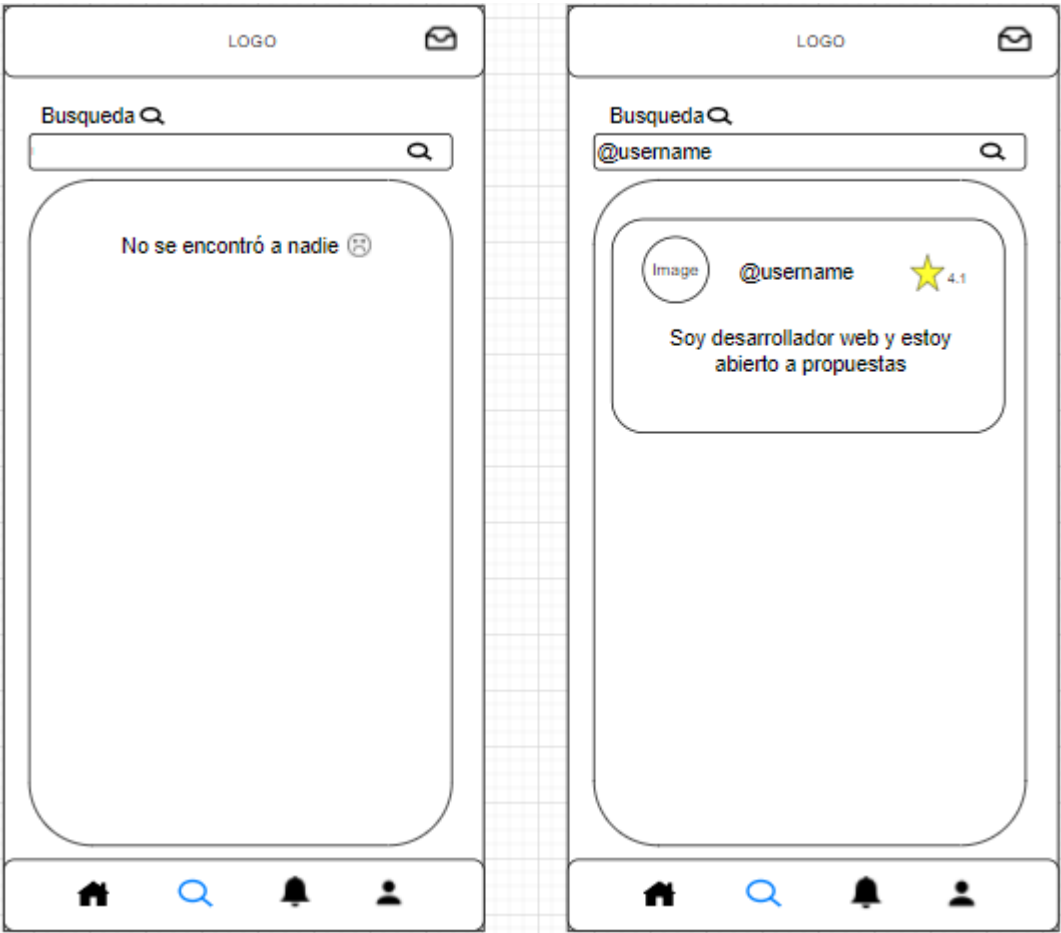 LOGO
Busqueda
No se encontró a nadie
LOGO
Busqueda
@username
Image
@username
4.1
Soy desarrollador web y estoy
abierto a propuestas